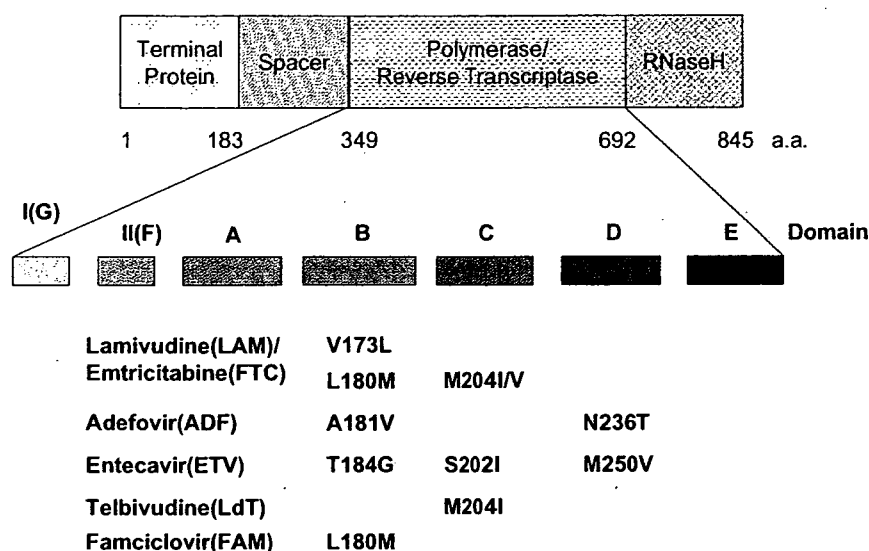 Terminal Protein Spacer Polymerase/ Reverse Transcriptase RNaseH
1 183 349 692 845 a.a.
I(G)
II(F) A B C D E Domain
Lamivudine(LAM)/ V173L
Emtricitabine(FTC) L180M M204I/V
Adefovir(ADF) A181V N236T
Entecavir(ETV) T184G S202I M250V
Telbivudine(LdT) M204I
Famciclovir(FAM) L180M